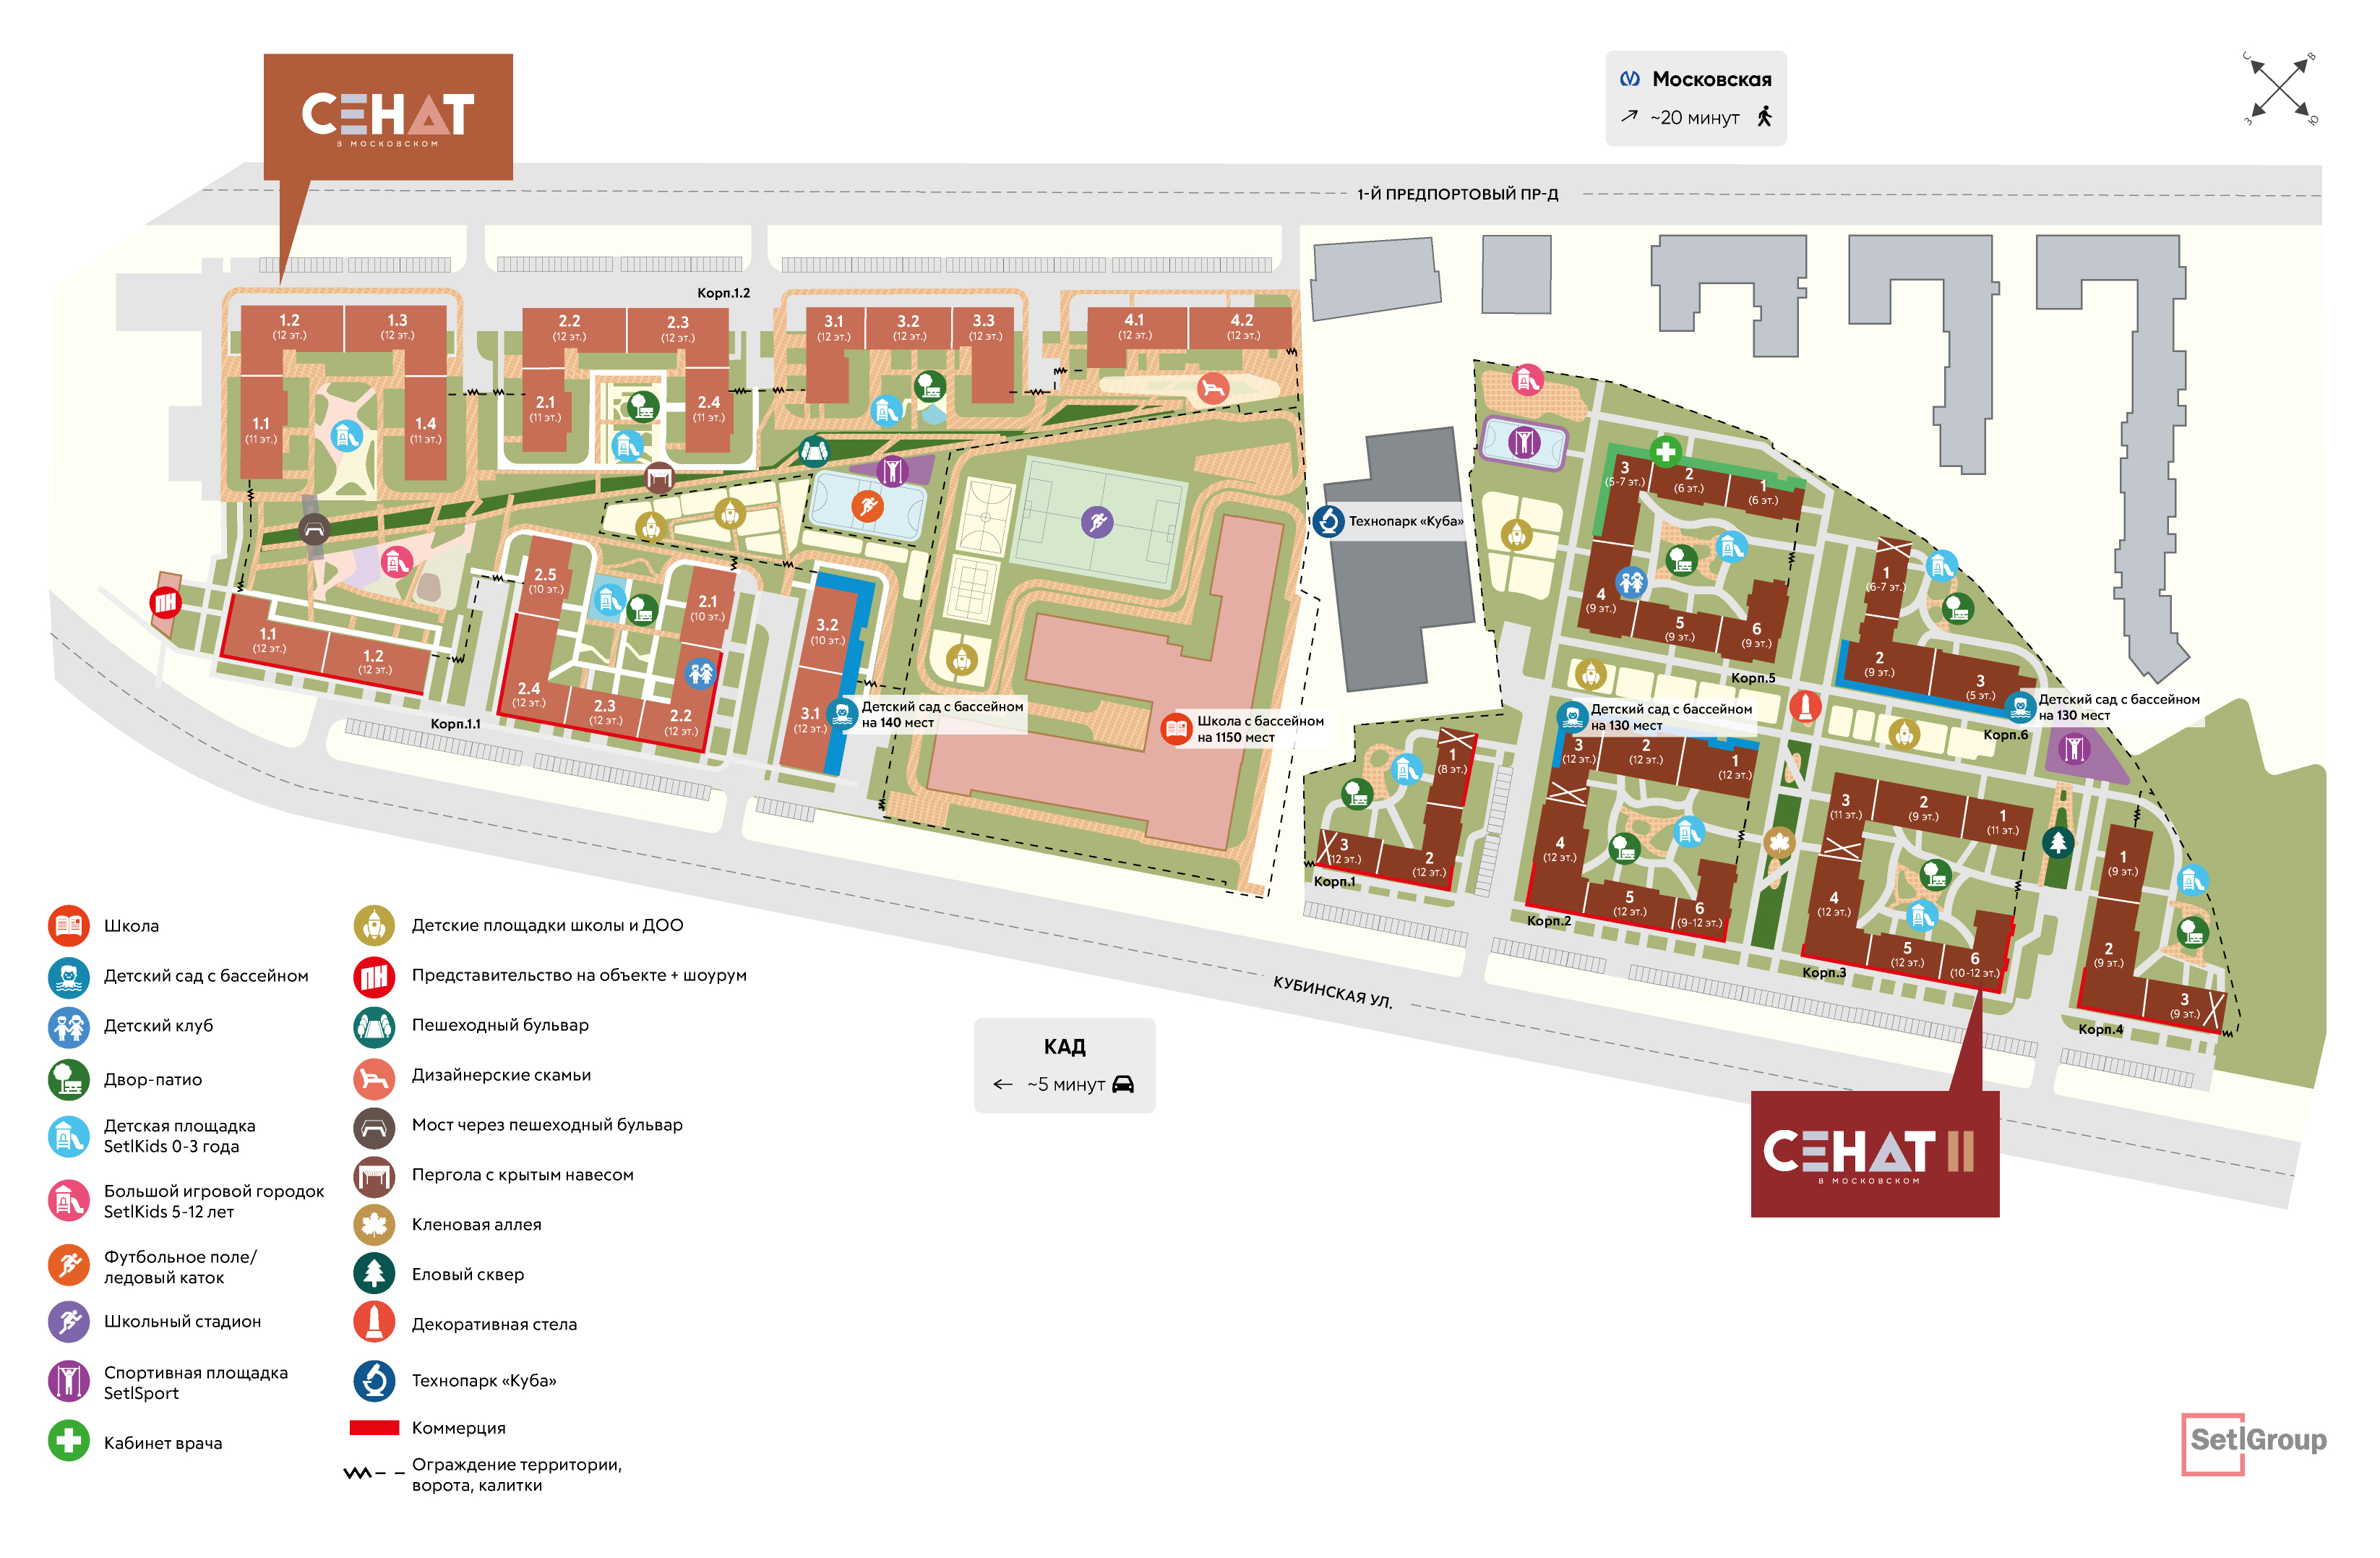 СЕНАТ
В МОСКОВСКОМ
Московская
~20 минут
С
В
З
Ю
1-Й ПРЕДПОРТОВЫЙ ПР-Д
Корп.1.2
1.2
(12 эт.)
1.3
(12 эт.)
1.1
(11 эт.)
1.4
(11 эт.)
2.2
(12 эт.)
2.3
(12 эт.)
2.1
(11 эт.)
2.4
(11 эт.)
3.1
(12 эт.)
3.2
(12 эт.)
3.3
(12 эт.)
4.1
(12 эт.)
4.2
(12 эт.)
ПН
1.1
(12 эт.)
1.2
(12 эт.)
Корп.1.1
2.5
(10 эт.)
2.1
(10 эт.)
2.4
(12 эт.)
2.3
(12 эт.)
2.2
(12 эт.)
3.2
(10 эт.)
3.1
(12 эт.)
Детский сад с бассейном
на 140 мест
Школа с бассейном
на 1150 мест
Технопарк «Куба»
3
(5-7 эт.)
2
(6 эт.)
1
(6 эт.)
4
(9 эт.)
5
(9 эт.)
6
(9 эт.)
Корп.5
1
(6-7 эт.)
2
(9 эт.)
3
(5 эт.)
Детский сад с бассейном
на 130 мест
Корп.6
Детский сад с бассейном
на 130 мест
1
(8 эт.)
3
(12 эт.)
2
(12 эт.)
Корп.1
3
(12 эт.)
2
(12 эт.)
1
(12 эт.)
4
(12 эт.)
5
(12 эт.)
6
(9-12 эт.)
Корп.2
3
(11 эт.)
2
(9 эт.)
1
(11 эт.)
4
(12 эт.)
5
(12 эт.)
6
(10-12 эт.)
Корп.3
1
(9 эт.)
2
(9 эт.)
3
(9 эт.)
Корп.4
КУБИНСКАЯ УЛ.
КАД
~5 минут
СЕНАТ II
В МОСКОВСКОМ
Школа
Детский сад с бассейном
Детский клуб
Двор-патио
Детская площадка
SetlKids 0-3 года
Большой игровой городок
SetlKids 5-12 лет
Футбольное поле/
ледовый каток
Школьный стадион
Спортивная площадка
SetlSport
Кабинет врача
Детские площадки школы и ДОО
ПН
Представительство на объекте + шоурум
Пешеходный бульвар
Дизайнерские скамьи
Мост через пешеходный бульвар
Пергола с крытым навесом
Кленовая аллея
Еловый сквер
Декоративная стела
Технопарк «Куба»
Коммерция
Ограждение территории,
ворота, калитки
SetlGroup